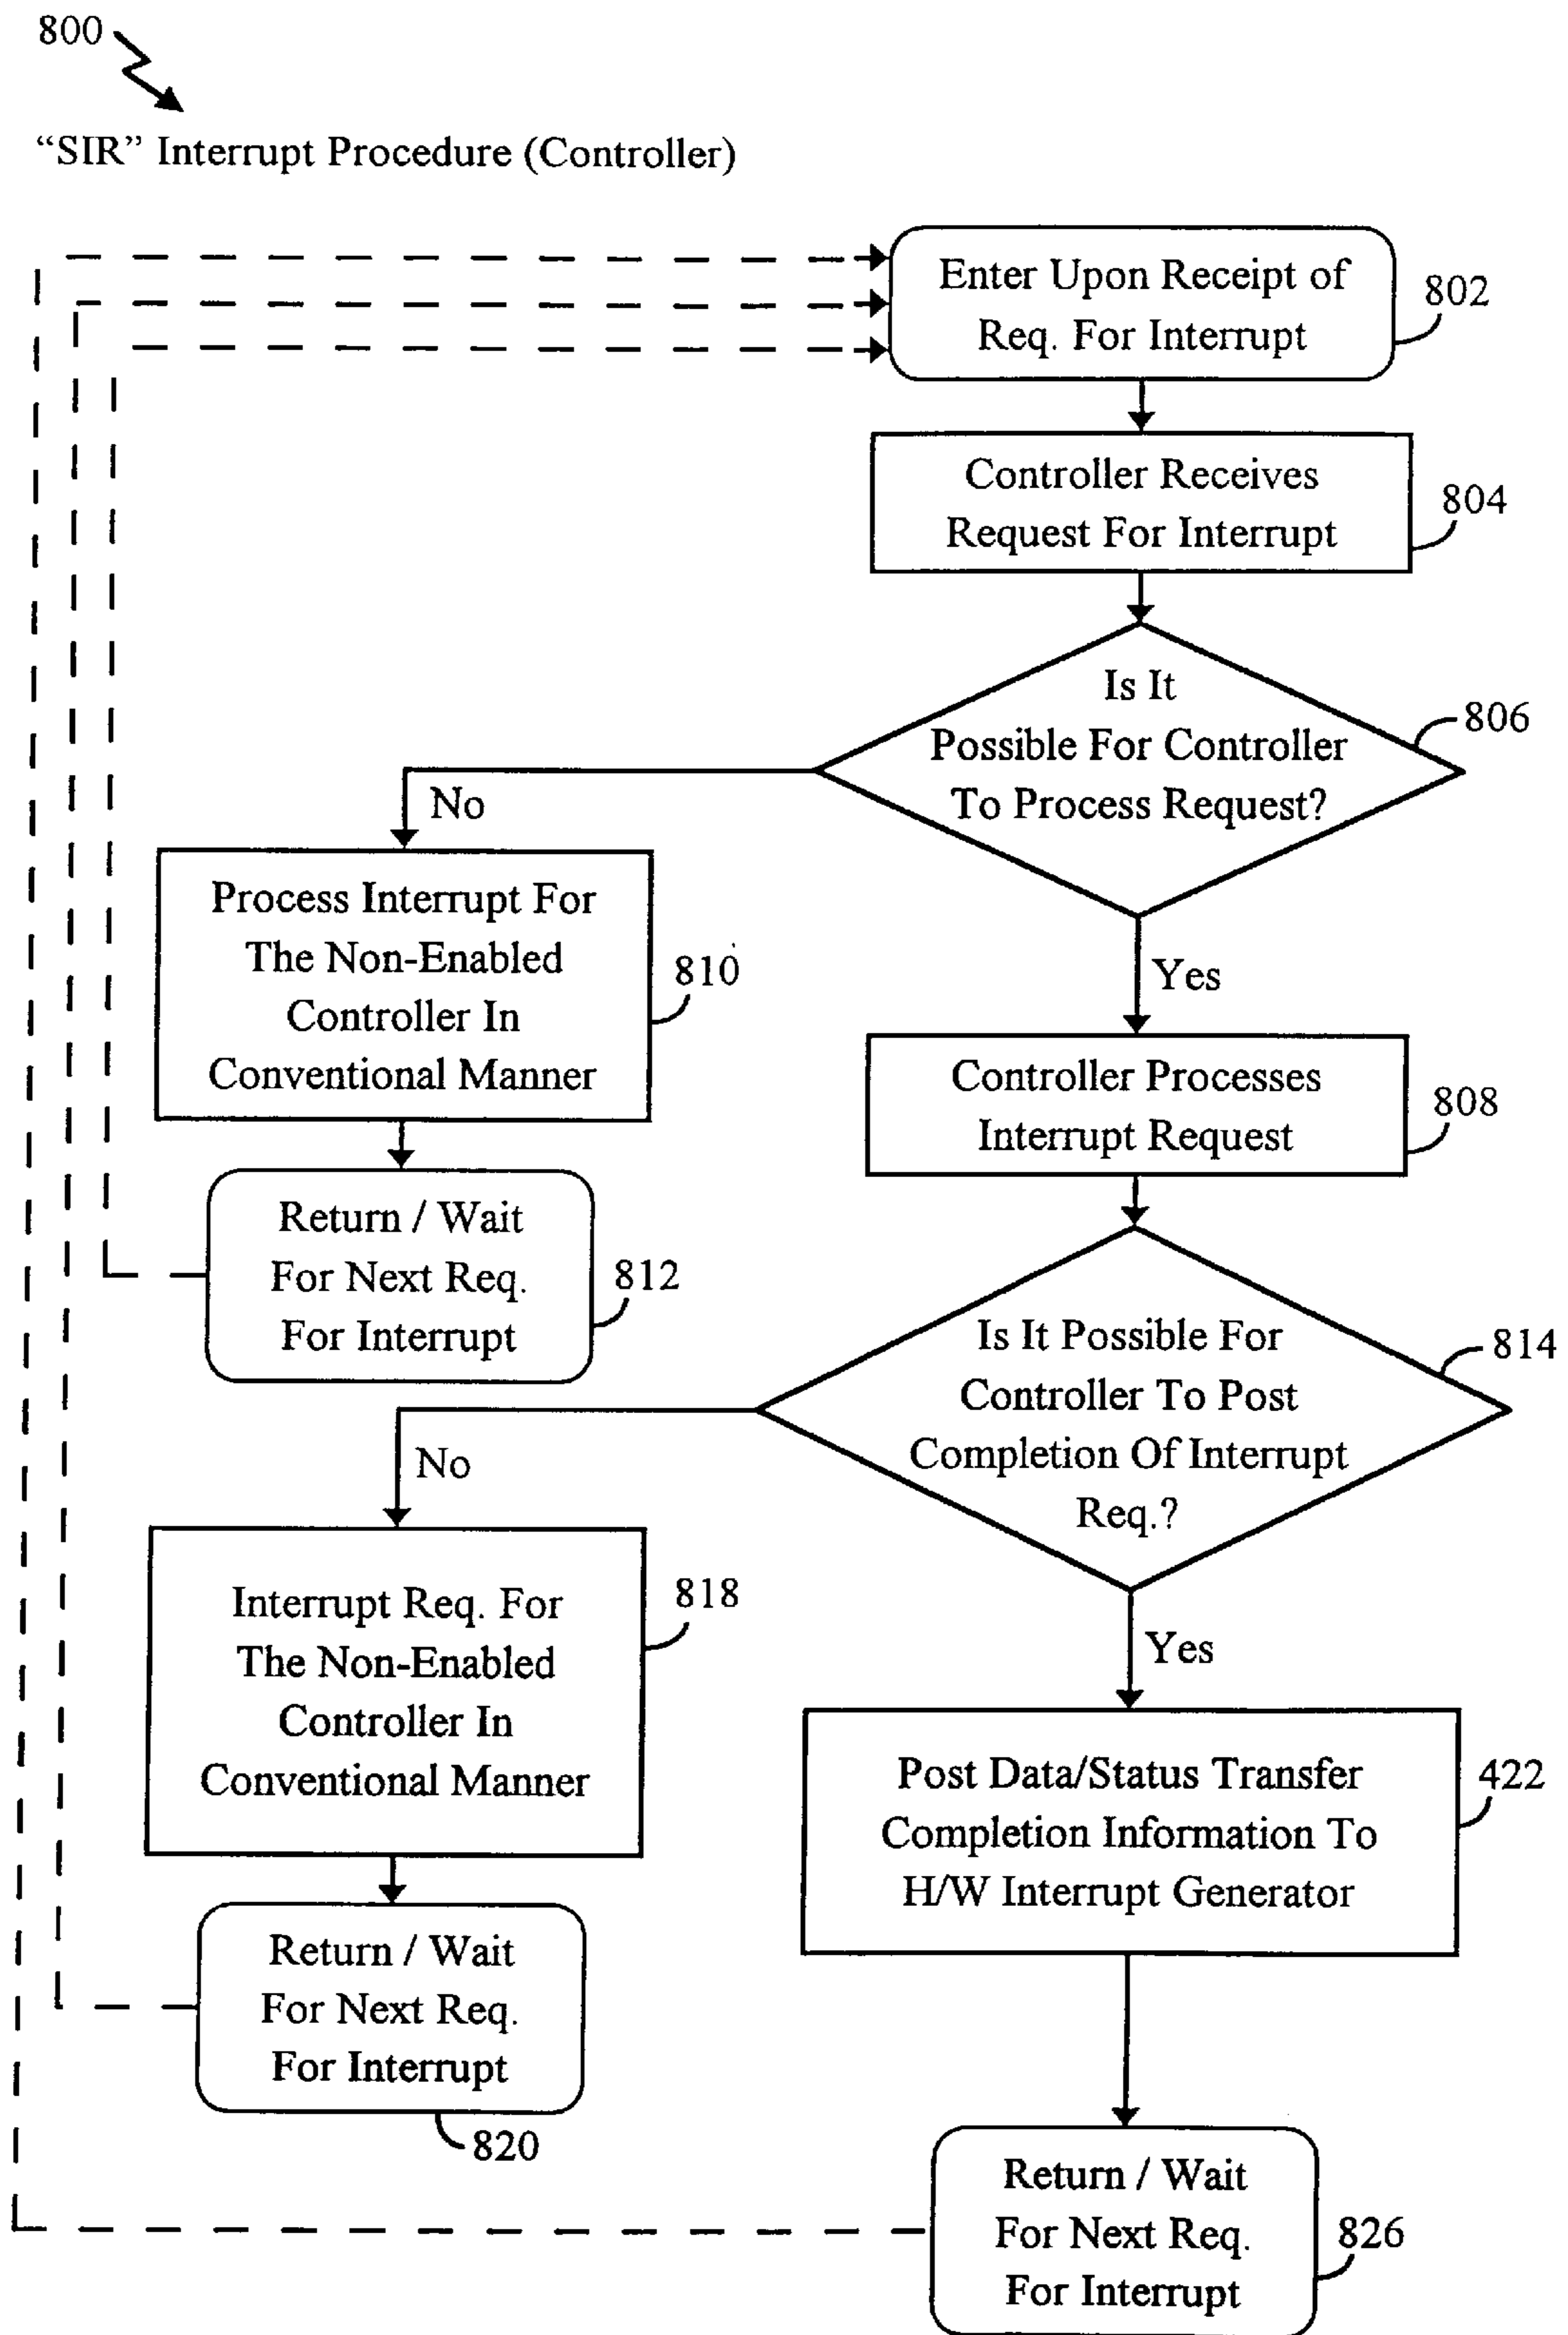 800
“SIR” Interrupt Procedure (Controller)
Enter Upon Receipt of
Req. For Interrupt
802
Controller Receives
Request For Interrupt
804
Is It
Possible For Controller
To Process Request?
806
No
Process Interrupt For
The Non-Enabled
Controller In
Conventional Manner
810
Yes
Controller Processes
Interrupt Request
808
Return / Wait
For Next Req.
For Interrupt
812
Is It Possible For
Controller To Post
Completion Of Interrupt
Req.?
814
No
Interrupt Req. For
The Non-Enabled
Controller In
Conventional Manner
818
Yes
Post Data/Status Transfer
Completion Information To
H/W Interrupt Generator
422
Return / Wait
For Next Req.
For Interrupt
820
Return / Wait
For Next Req.
For Interrupt
826